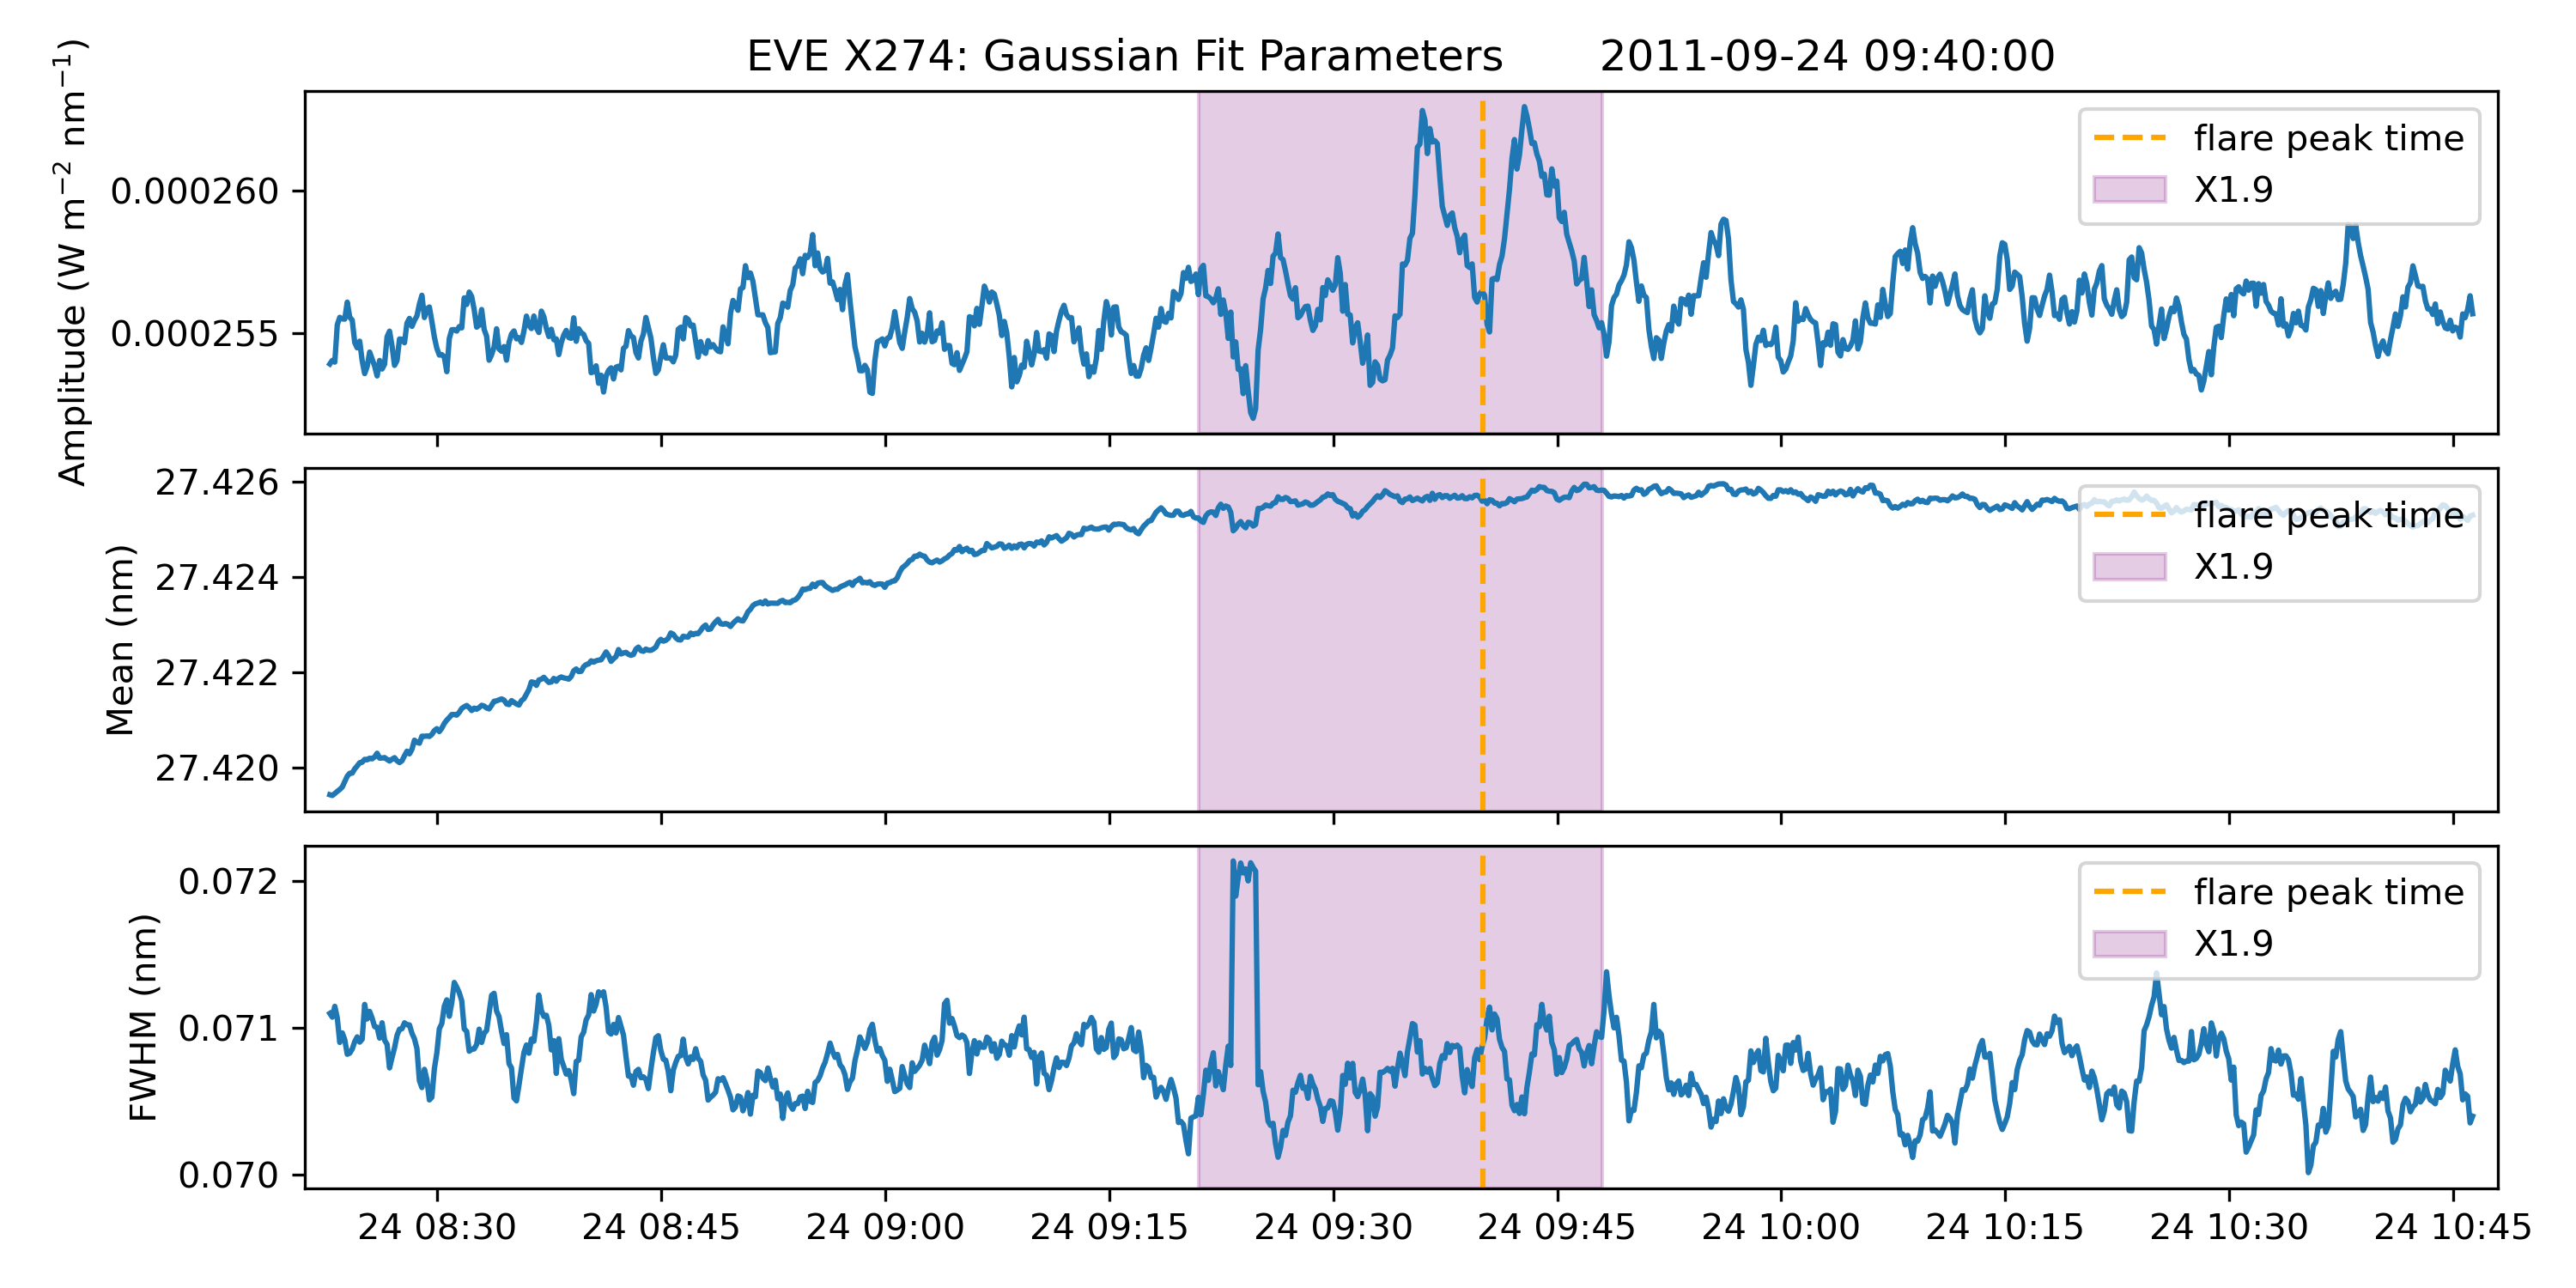 EVE X274: Gaussian Fit Parameters 2011-09-24 09:40:00
Amplitude (W m⁻² nm⁻¹)
0.000260
0.000255
flare peak time
X1.9
Mean (nm)
27.426
27.424
27.422
27.420
flare peak time
X1.9
FWHM (nm)
0.072
0.071
0.070
flare peak time
X1.9
24 08:30 24 08:45 24 09:00 24 09:15 24 09:30 24 09:45 24 10:00 24 10:15 24 10:30 24 10:45